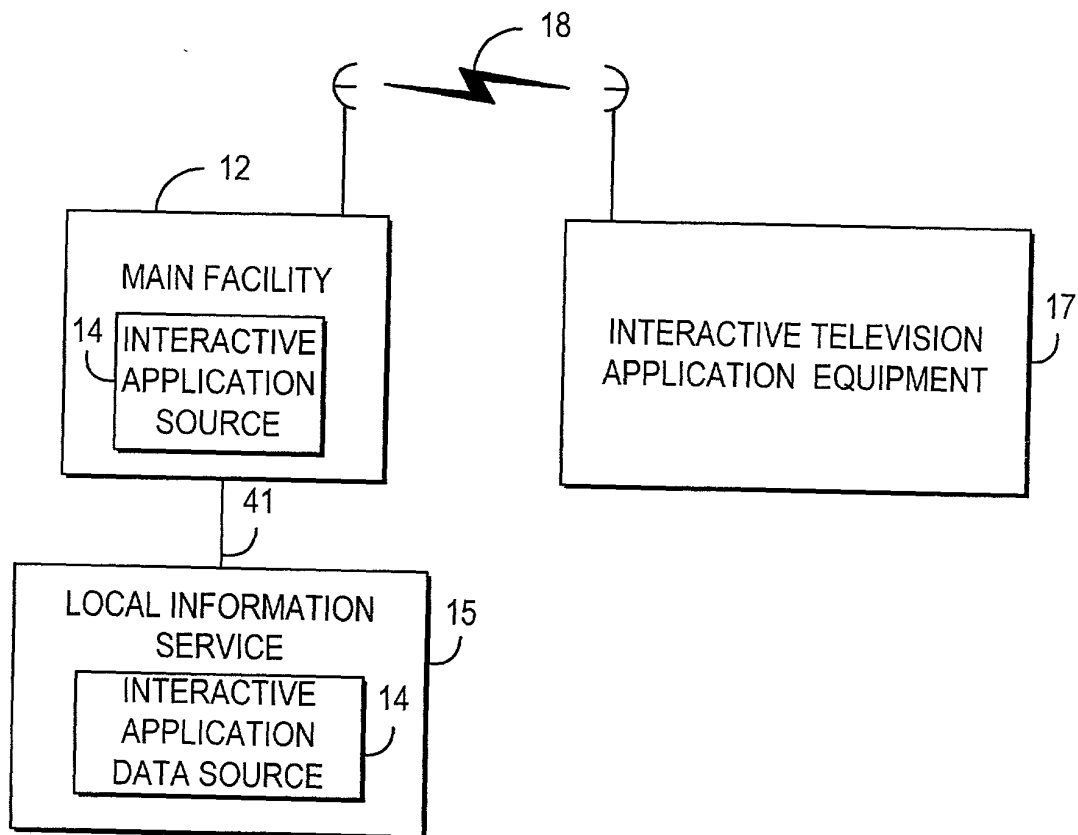 18
12
MAIN FACILITY
14
INTERACTIVE
APPLICATION
SOURCE
INTERACTIVE TELEVISION
APPLICATION EQUIPMENT
17
41
LOCAL INFORMATION
SERVICE
15
INTERACTIVE
APPLICATION
DATA SOURCE
14